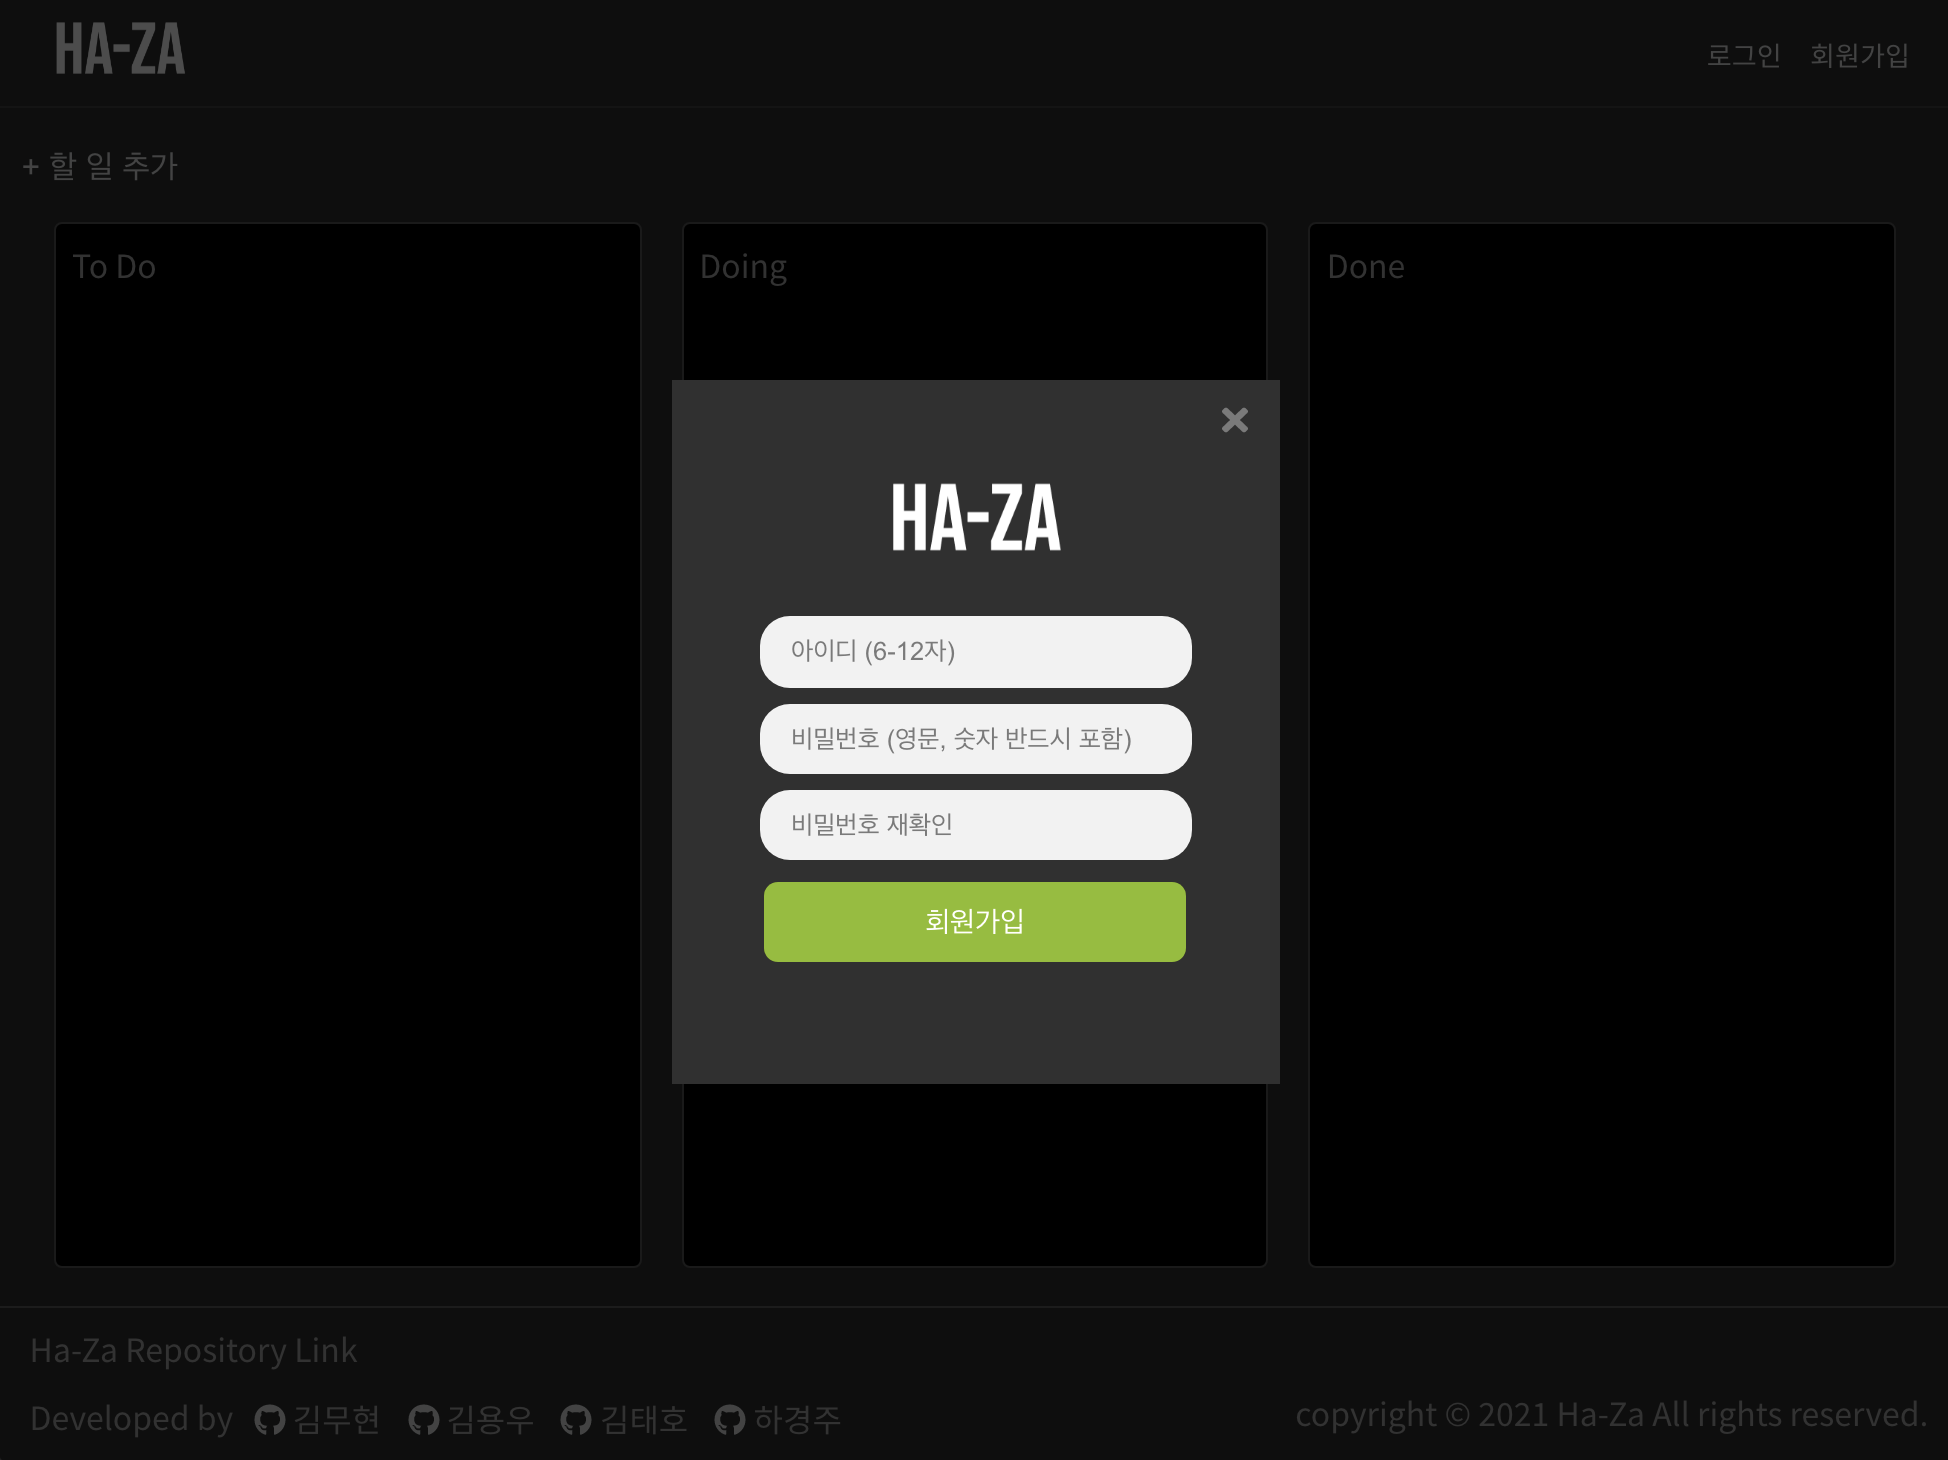 HA-ZA
로그인 회원가입
+ 할 일 추가
To Do
Doing
Done
HA-ZA
아이디 (6-12자)
비밀번호 (영문, 숫자 반드시 포함)
비밀번호 재확인
회원가입
Ha-Za Repository Link
Developed by 김무현 김용우 김태호 하경주
copyright © 2021 Ha-Za All rights reserved.